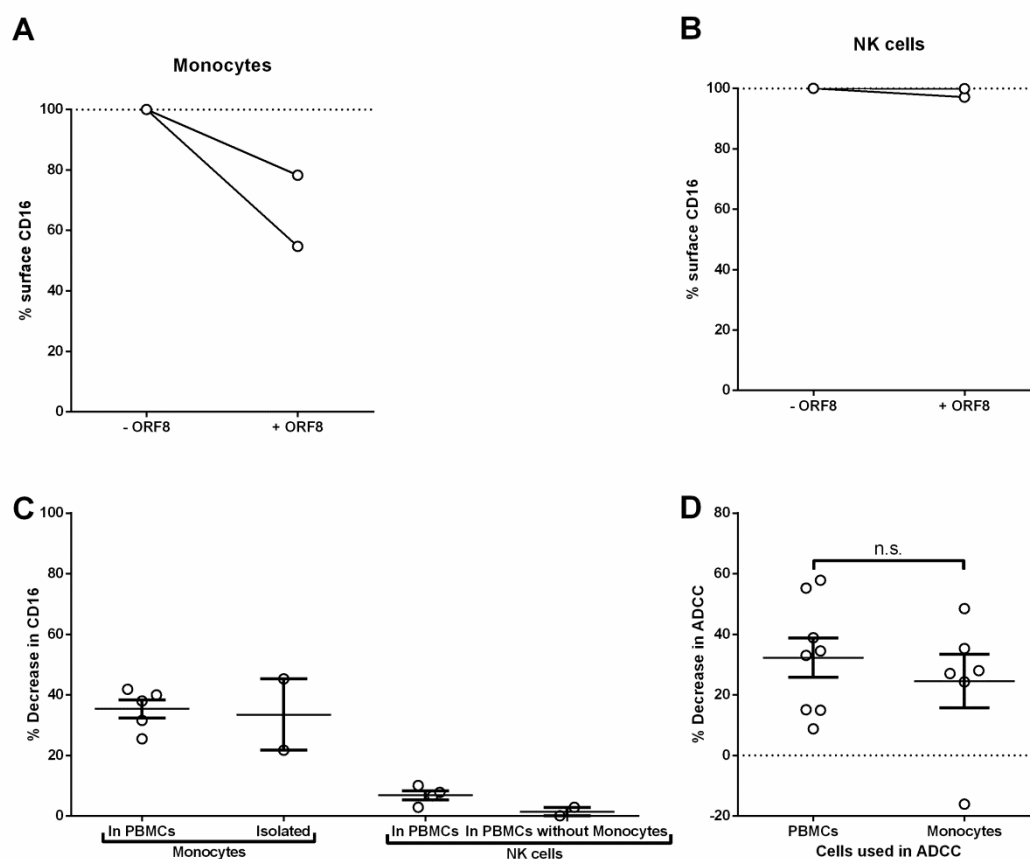 A
Monocytes
% surface CD16
100
80
60
40
20
0
- ORF8
+ ORF8
B
NK cells
% surface CD16
100
80
60
40
20
0
- ORF8
+ ORF8
C
% Decrease in CD16
100
80
60
40
20
0
In PBMCs
Isolated
In PBMCs
In PBMCs without Monocytes
Monocytes
NK cells
D
% Decrease in ADCC
80
60
40
20
0
-20
n.s.
PBMCs
Monocytes
Cells used in ADCC